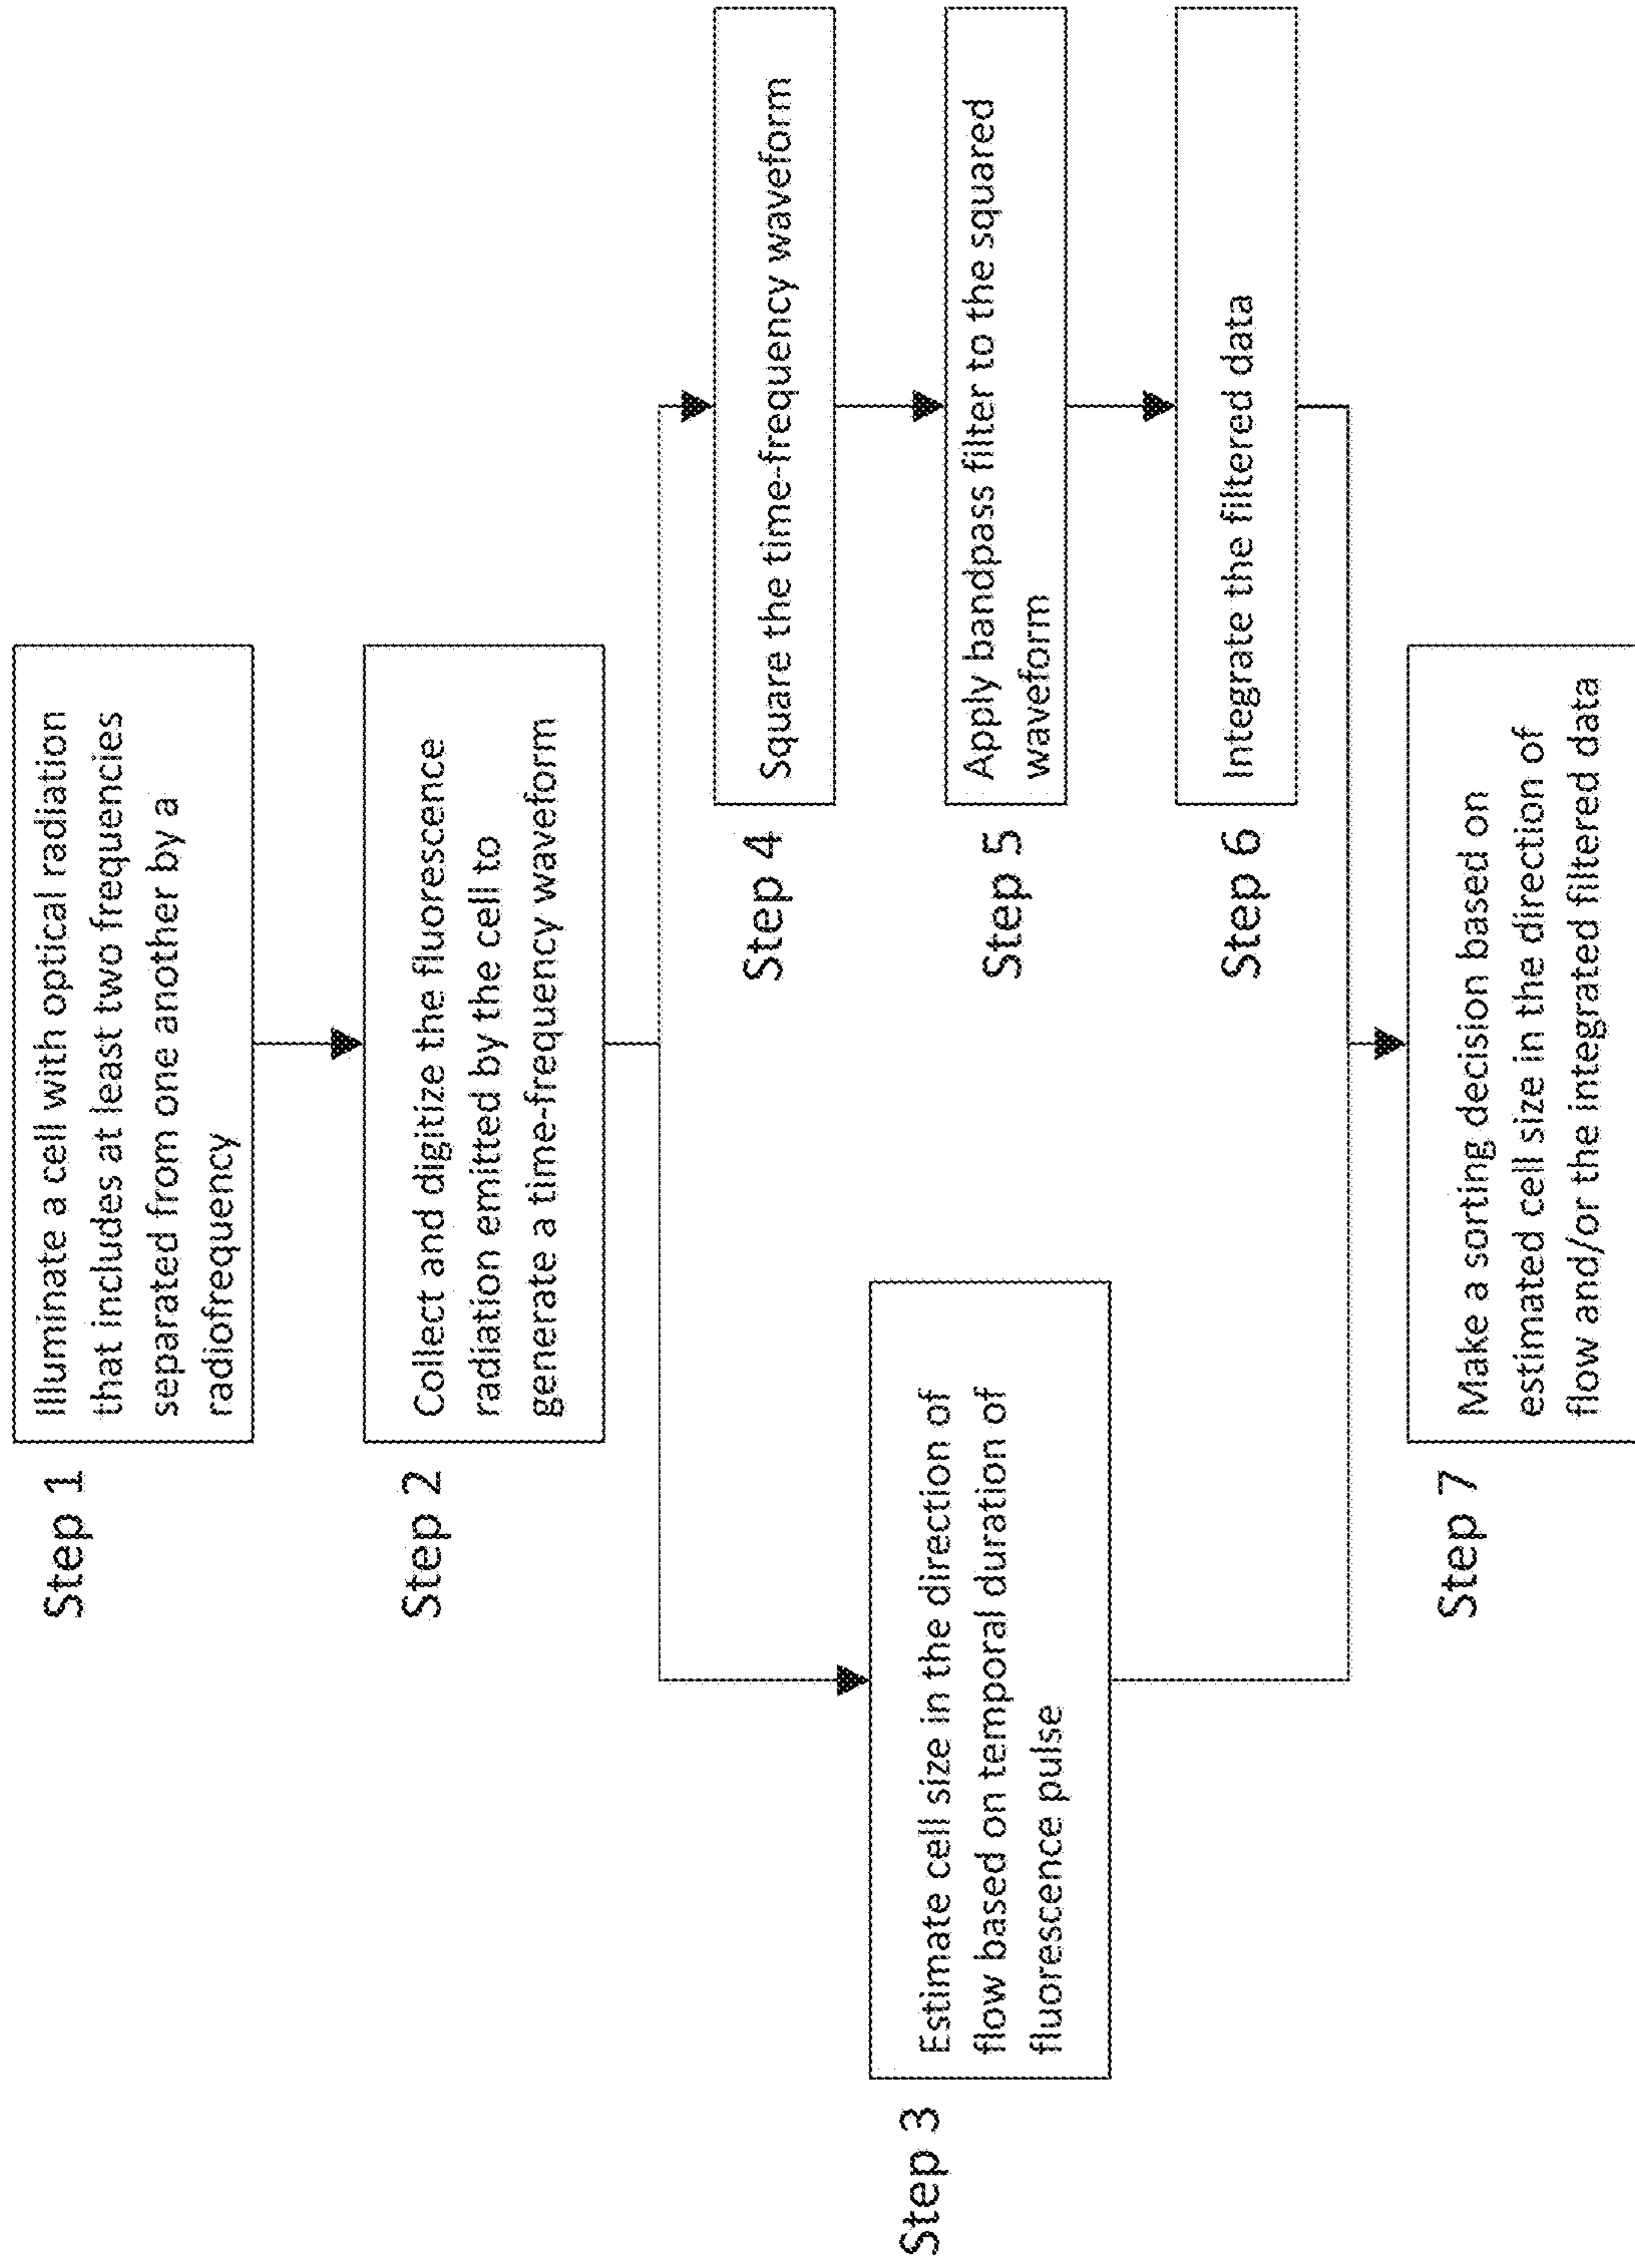 Step 1
Illuminate a cell with optical radiation
that includes at least two frequencies
separated from one another by a
radiofrequency
Step 2
Collect and digitize the fluorescence
radiation emitted by the cell to
generate a time-frequency waveform
Step 3
Estimate cell size in the direction of
flow based on temporal duration of
fluorescence pulse
Step 4
Square the time-frequency waveform
Step 5
Apply bandpass filter to the squared
waveform
Step 6
Integrate the filtered data
Step 7
Make a sorting decision based on
estimated cell size in the direction of
flow and/or the integrated filtered data